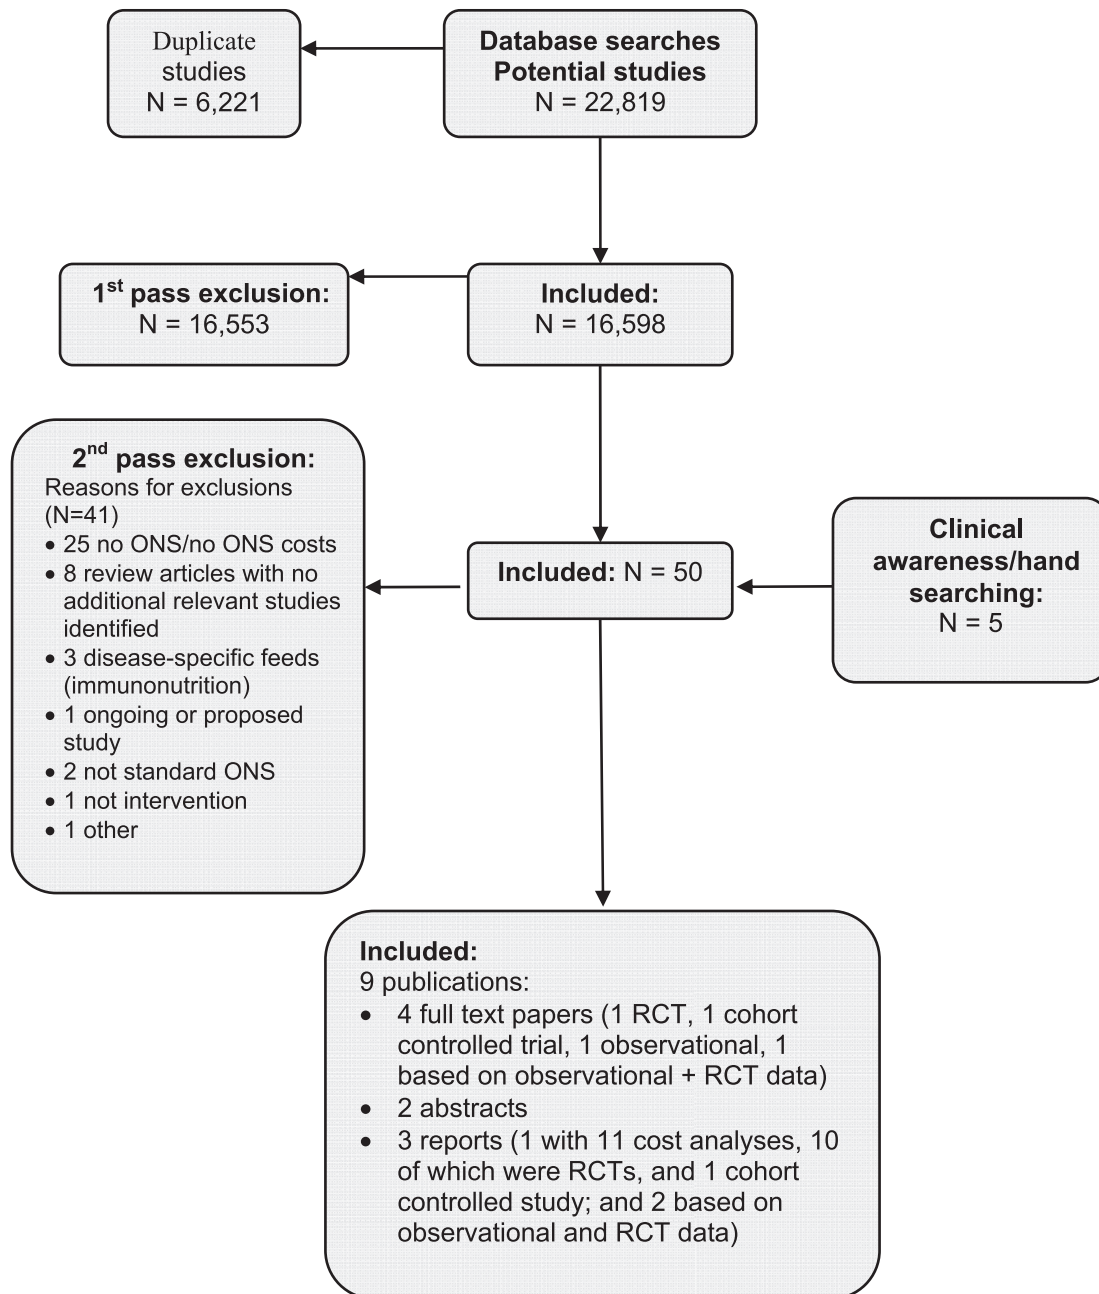 Duplicate
studies
N = 6,221
Database searches
Potential studies
N = 22,819
1st pass exclusion:
N = 16,553
Included:
N = 16,598
2nd pass exclusion:
Reasons for exclusions
(N=41)
• 25 no ONS/no ONS costs
• 8 review articles with no
additional relevant studies
identified
• 3 disease-specific feeds
(immunonutrition)
• 1 ongoing or proposed
study
• 2 not standard ONS
• 1 not intervention
• 1 other
Included: N = 50
Clinical
awareness/hand
searching:
N = 5
Included:
9 publications:
• 4 full text papers (1 RCT, 1 cohort
controlled trial, 1 observational, 1
based on observational + RCT data)
• 2 abstracts
• 3 reports (1 with 11 cost analyses, 10
of which were RCTs, and 1 cohort
controlled study; and 2 based on
observational and RCT data)